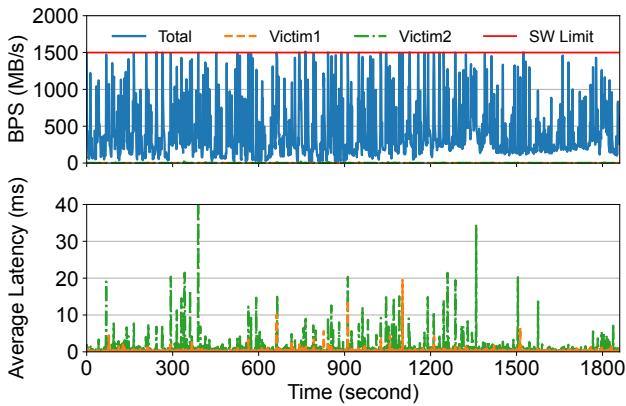 2000
Total Victim1 Victim2 SW Limit
1500
1000
500
0
BPS (MB/s)
40
30
20
10
0
Average Latency (ms)
0 300 600 900 1200 1500 1800
Time (second)